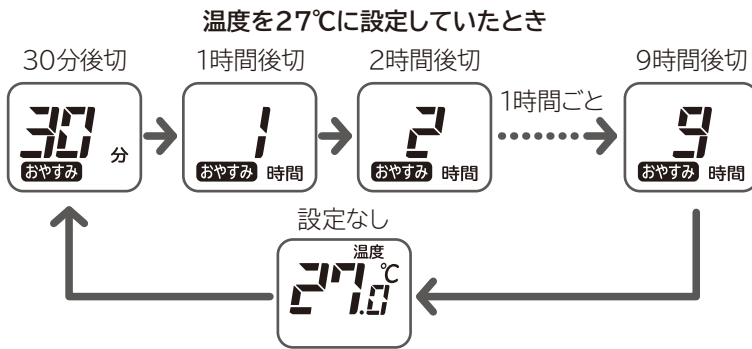 温度を27℃に設定していたとき
30分後切
1時間後切
2時間後切
1時間ごと
9時間後切
30
分
おやすみ
1
おやすみ 時間
2
おやすみ 時間
9
おやすみ 時間
設定なし
温度
27.0℃